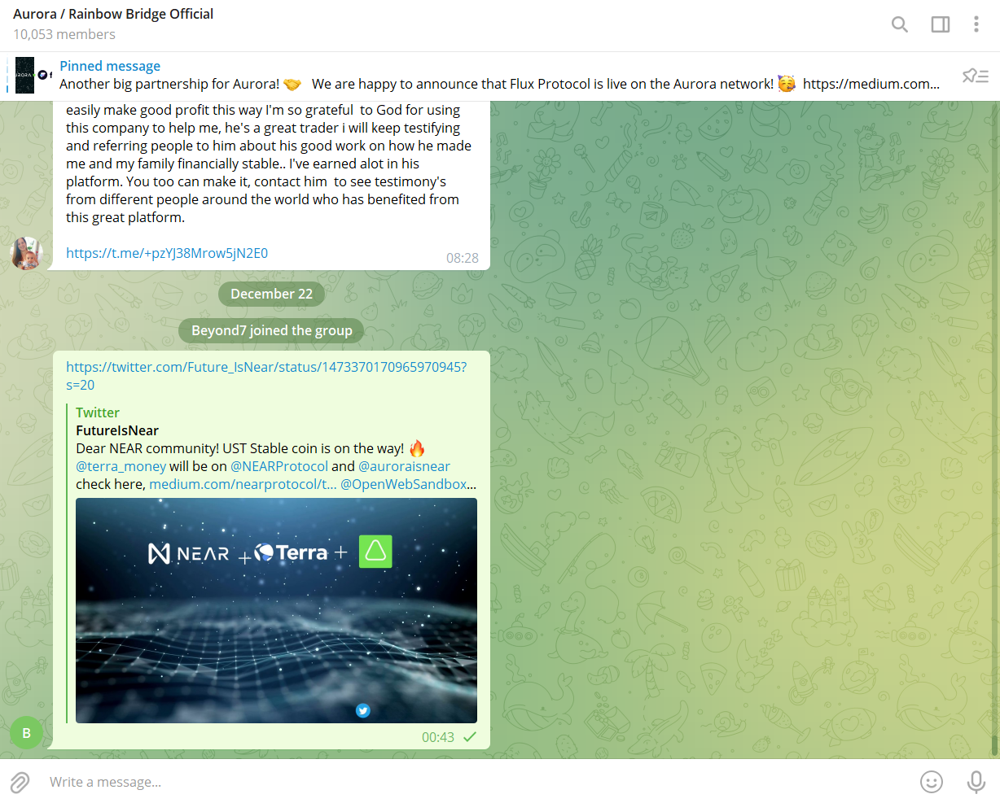 Aurora / Rainbow Bridge Official
10,053 members
Pinned message
Another big partnership for Aurora! 🤝 We are happy to announce that Flux Protocol is live on the Aurora network! 🥳 https://medium.com...
easily make good profit this way I'm so grateful to God for using
this company to help me, he's a great trader i will keep testifying
and referring people to him about his good work on how he made
me and my family financially stable.. I've earned alot in his
platform. You too can make it, contact him to see testimony's
from different people around the world who has benefited from
this great platform.
https://t.me/+pzYJ38Mrow5jN2E0
08:28
December 22
Beyond7 joined the group
https://twitter.com/Future_IsNear/status/1473370170965970945?
s=20
Twitter
FutureIsNear
Dear NEAR community! UST Stable coin is on the way! 🔥
@terra_money will be on @NEARProtocol and @auroraisnear
check here, medium.com/nearprotocol/t... @OpenWebSandbox...
NEAR + Terra +
B
00:43
Write a message...